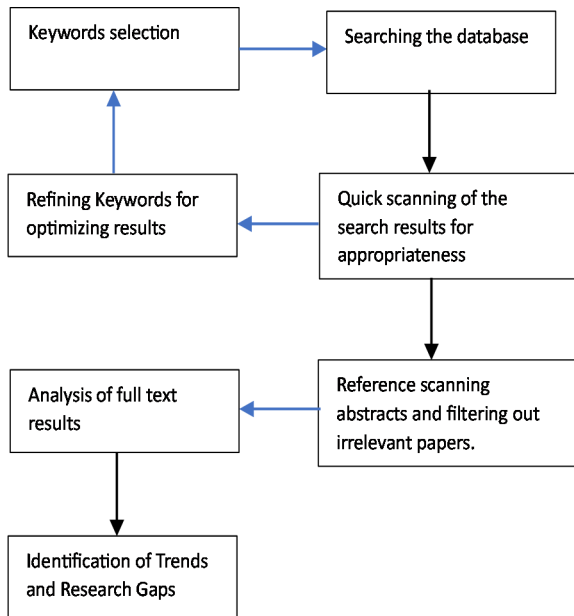 Keywords selection
Searching the database
Refining Keywords for
optimizing results
Quick scanning of the
search results for
appropriateness
Analysis of full text
results
Reference scanning
abstracts and filtering out
irrelevant papers.
Identification of Trends
and Research Gaps